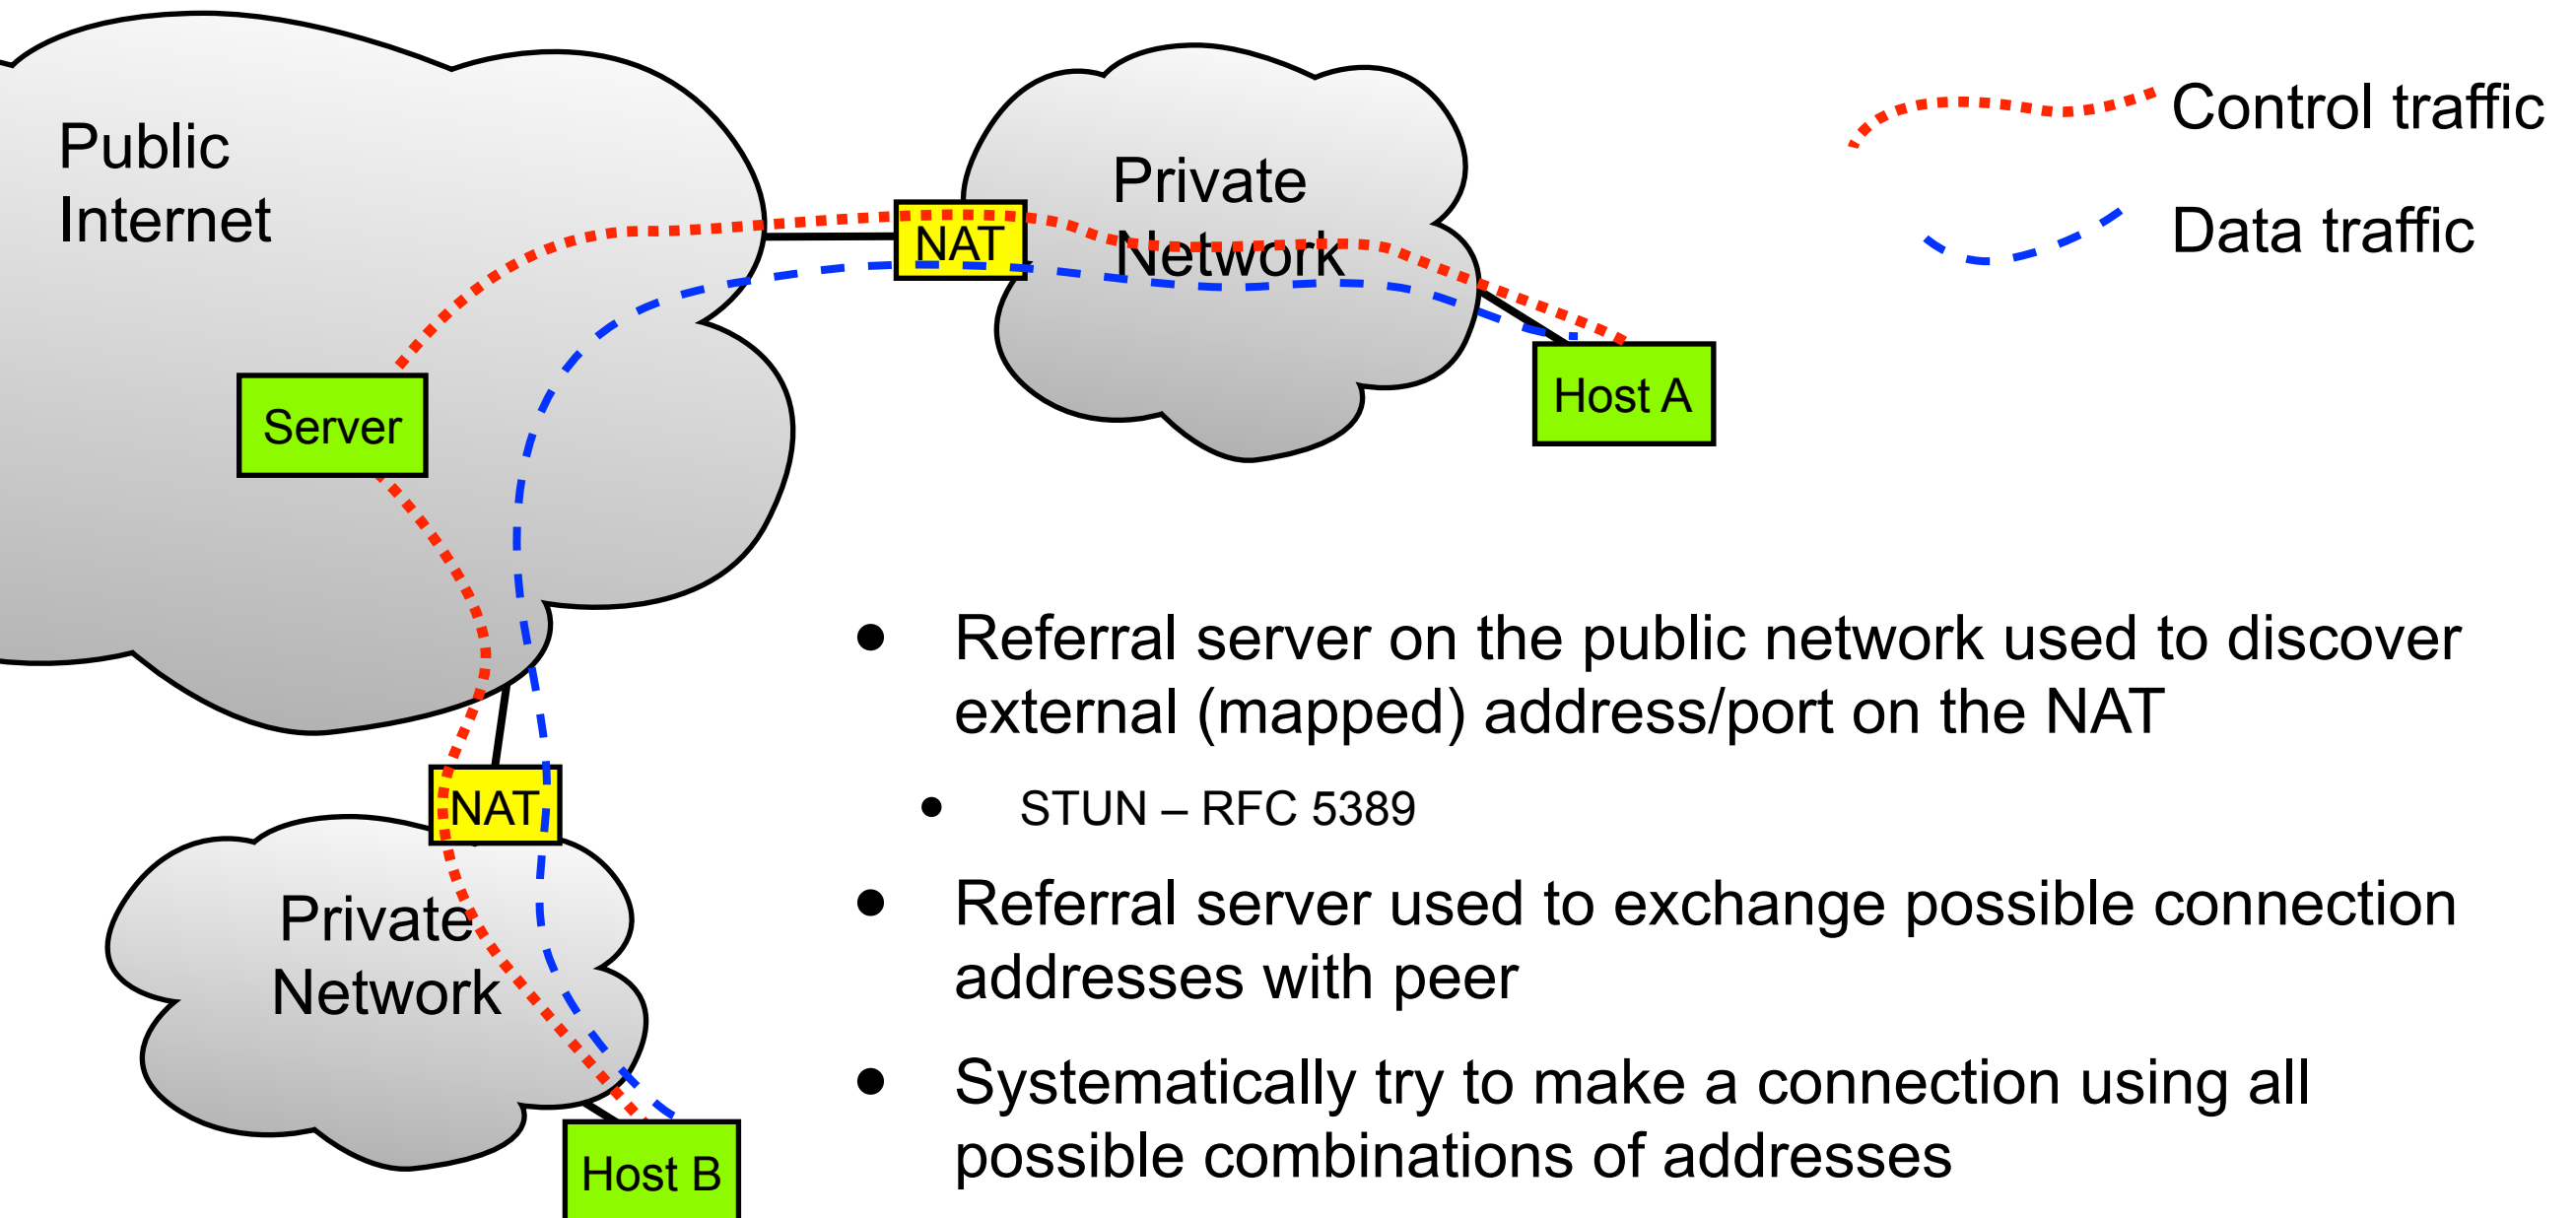 Public
Internet
NAT
Private
Network
Control traffic
Data traffic
Server
Host A
NAT
Private
Network
Host B
● Referral server on the public network used to discover
external (mapped) address/port on the NAT
● STUN – RFC 5389
● Referral server used to exchange possible connection
addresses with peer
● Systematically try to make a connection using all
possible combinations of addresses